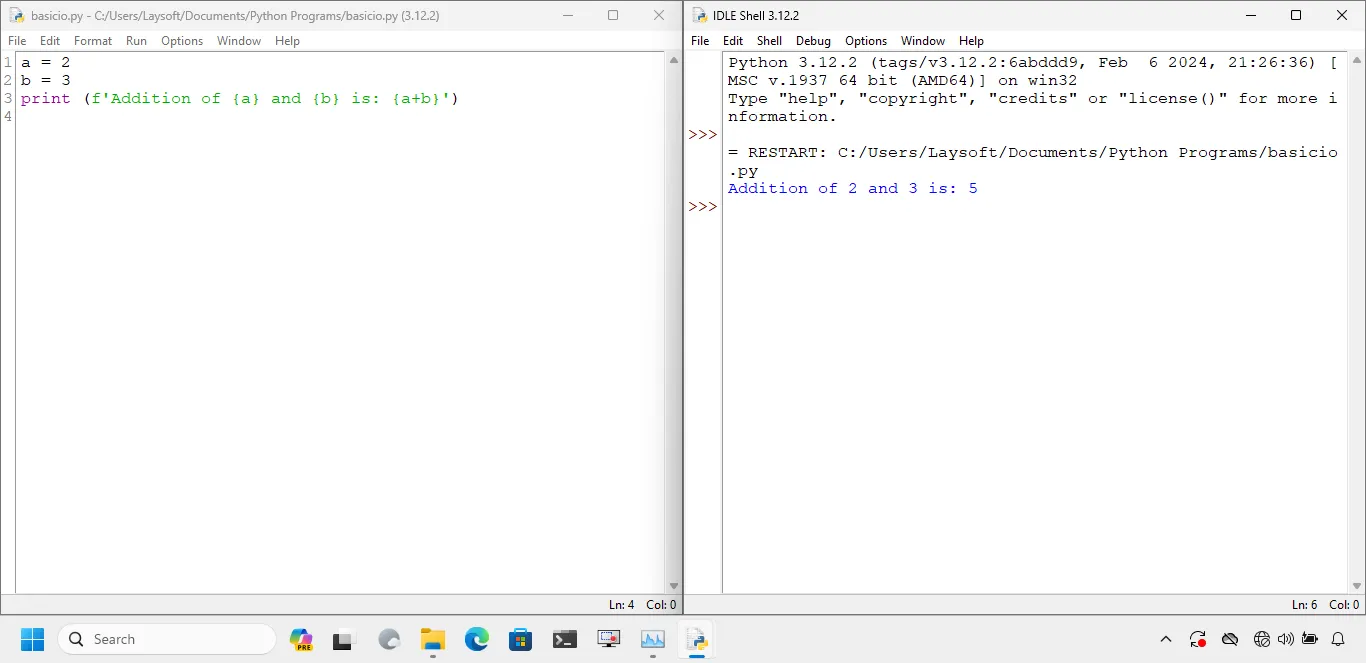 basicio.py - C:/Users/Laysoft/Documents/Python Programs/basicio.py (3.12.2)
File Edit Format Run Options Window Help
1 a = 2
2 b = 3
3 print (f'Addition of {a} and {b} is: {a+b}')
4
Ln: 4 Col: 0
IDLE Shell 3.12.2
File Edit Shell Debug Options Window Help
Python 3.12.2 (tags/v3.12.2:6abddd9, Feb  6 2024, 21:26:36) [
MSC v.1937 64 bit (AMD64)] on win32
Type "help", "copyright", "credits" or "license()" for more i
nformation.
>>>
= RESTART: C:/Users/Laysoft/Documents/Python Programs/basicio
.py
Addition of 2 and 3 is: 5
>>>
Ln: 6 Col: 0
Search
PRE